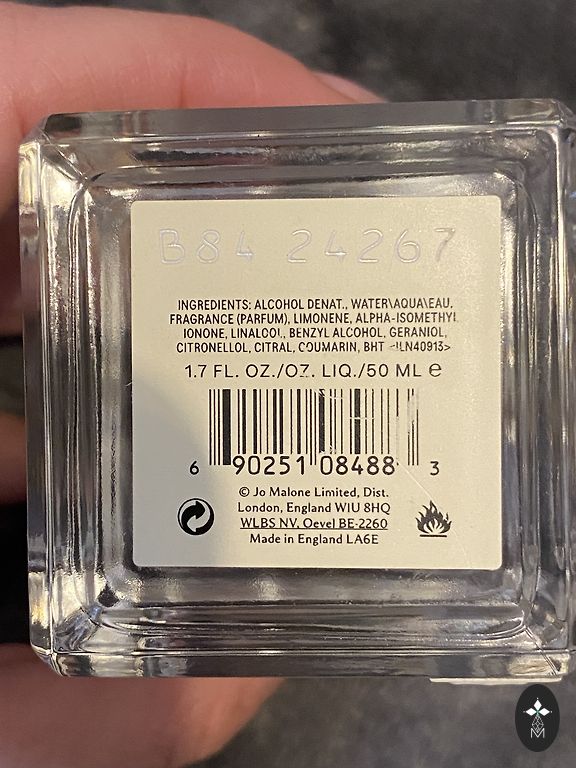 B84 24267
INGREDIENTS: ALCOHOL DENAT., WATER\AQUA\EAU,
FRAGRANCE (PARFUM), LIMONENE, ALPHA-ISOMETHYL
IONONE, LINALOOL, BENZYL ALCOHOL, GERANIOL,
CITRONELLOL, CITRAL, COUMARIN, BHT <ILN40913>
1.7 FL. OZ./OZ. LIQ./50 ML ℮
6 90251 08488 3
© Jo Malone Limited, Dist.
London, England W1U 8HQ
WLBS NV, Oevel BE-2260
Made in England LA6E
M